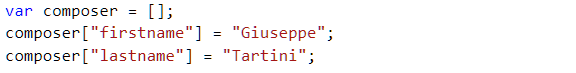 var composer = [];
composer["firstname"] = "Giuseppe";
composer["lastname"] = "Tartini";